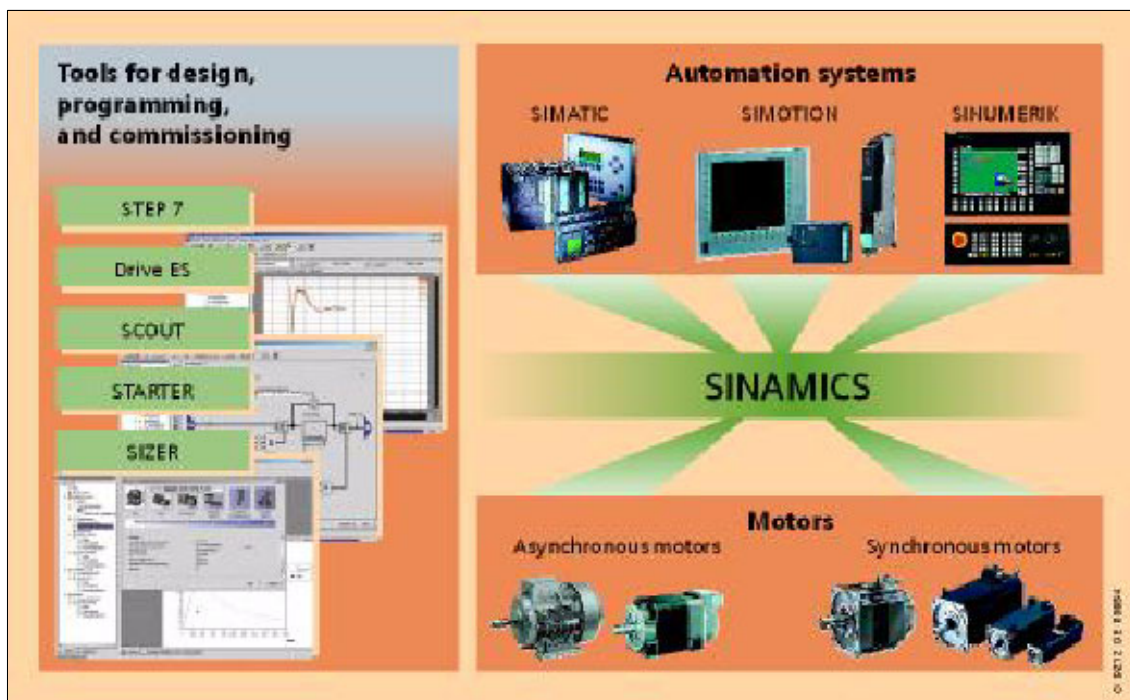 Tools for design,
programming,
and commissioning
STEP 7
Drive ES
SCOUT
STARTER
SIZER
Automation systems
SIMATIC
SIMOTION
SINUMERIK
SINAMICS
Motors
Asynchronous motors
Synchronous motors